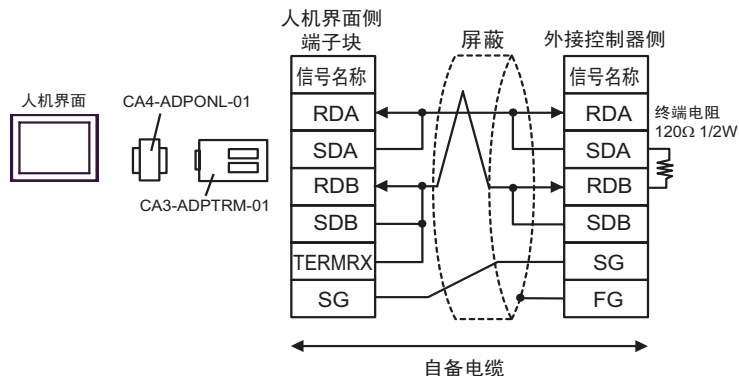 人机界面侧
端子块
屏蔽
外接控制器侧
人机界面
CA4-ADPONL-01
CA3-ADPTRM-01
信号名称
RDA
SDA
RDB
SDB
TERMRX
SG
信号名称
RDA
SDA
RDB
SDB
SG
FG
终端电阻
120Ω 1/2W
自备电缆